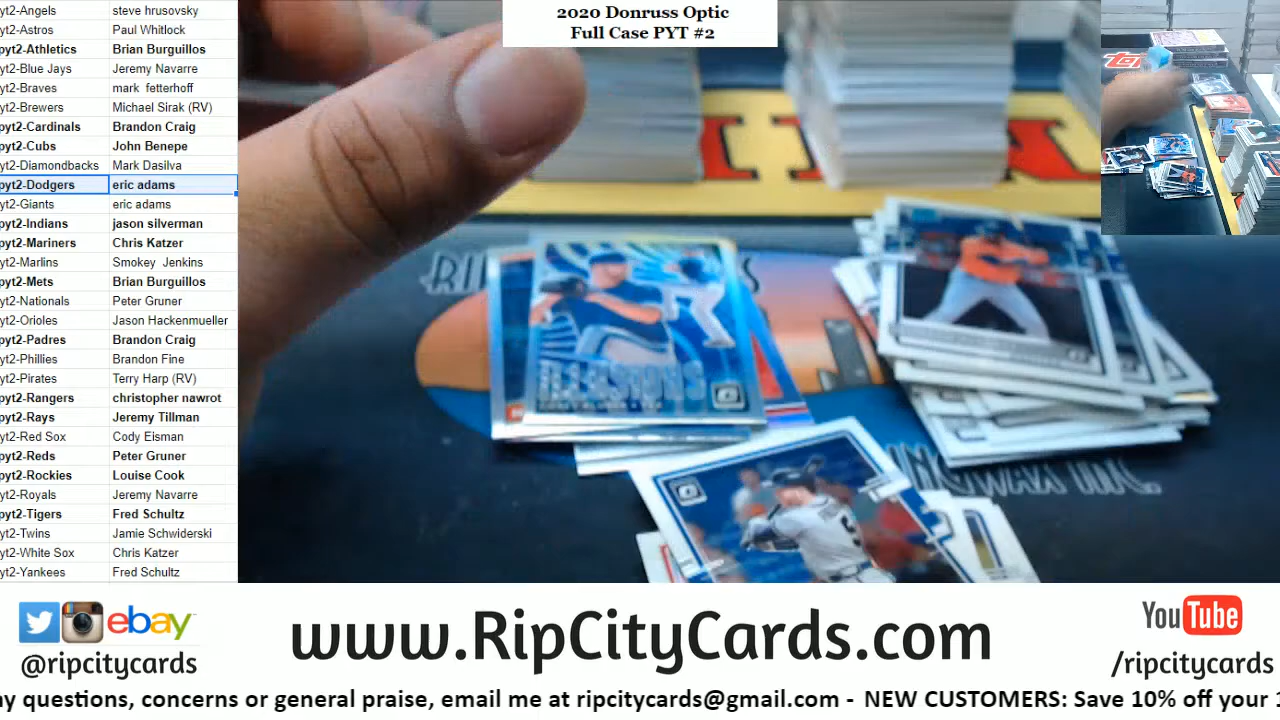 2020 Donruss Optic
Full Case PYT #2
yt2-Angels steve hrusovsky
yt2-Astros Paul Whitlock
pyt2-Athletics Brian Burguillos
yt2-Blue Jays Jeremy Navarre
yt2-Braves mark fetterhoff
yt2-Brewers Michael Sirak (RV)
pyt2-Cardinals Brandon Craig
pyt2-Cubs John Benepe
yt2-Diamondbacks Mark Dasilva
pyt2-Dodgers eric adams
yt2-Giants eric adams
pyt2-Indians jason silverman
pyt2-Mariners Chris Katzer
yt2-Marlins Smokey Jenkins
pyt2-Mets Brian Burguillos
yt2-Nationals Peter Gruner
yt2-Orioles Jason Hackenmueller
pyt2-Padres Brandon Craig
yt2-Phillies Brandon Fine
yt2-Pirates Terry Harp (RV)
pyt2-Rangers christopher nawrot
pyt2-Rays Jeremy Tillman
yt2-Red Sox Cody Elsman
pyt2-Reds Peter Gruner
pyt2-Rockies Louise Cook
yt2-Royals Jeremy Navarre
pyt2-Tigers Fred Schultz
yt2-Twins Jamie Schwiderski
yt2-White Sox Chris Katzer
yt2-Yankees Fred Schultz
ILLUSIONS
INGWAX INC.
ebay
@ripcitycards
www.RipCityCards.com
YouTube
/ripcitycards
ny questions, concerns or general praise, email me at ripcitycards@gmail.com - NEW CUSTOMERS: Save 10% off your 1